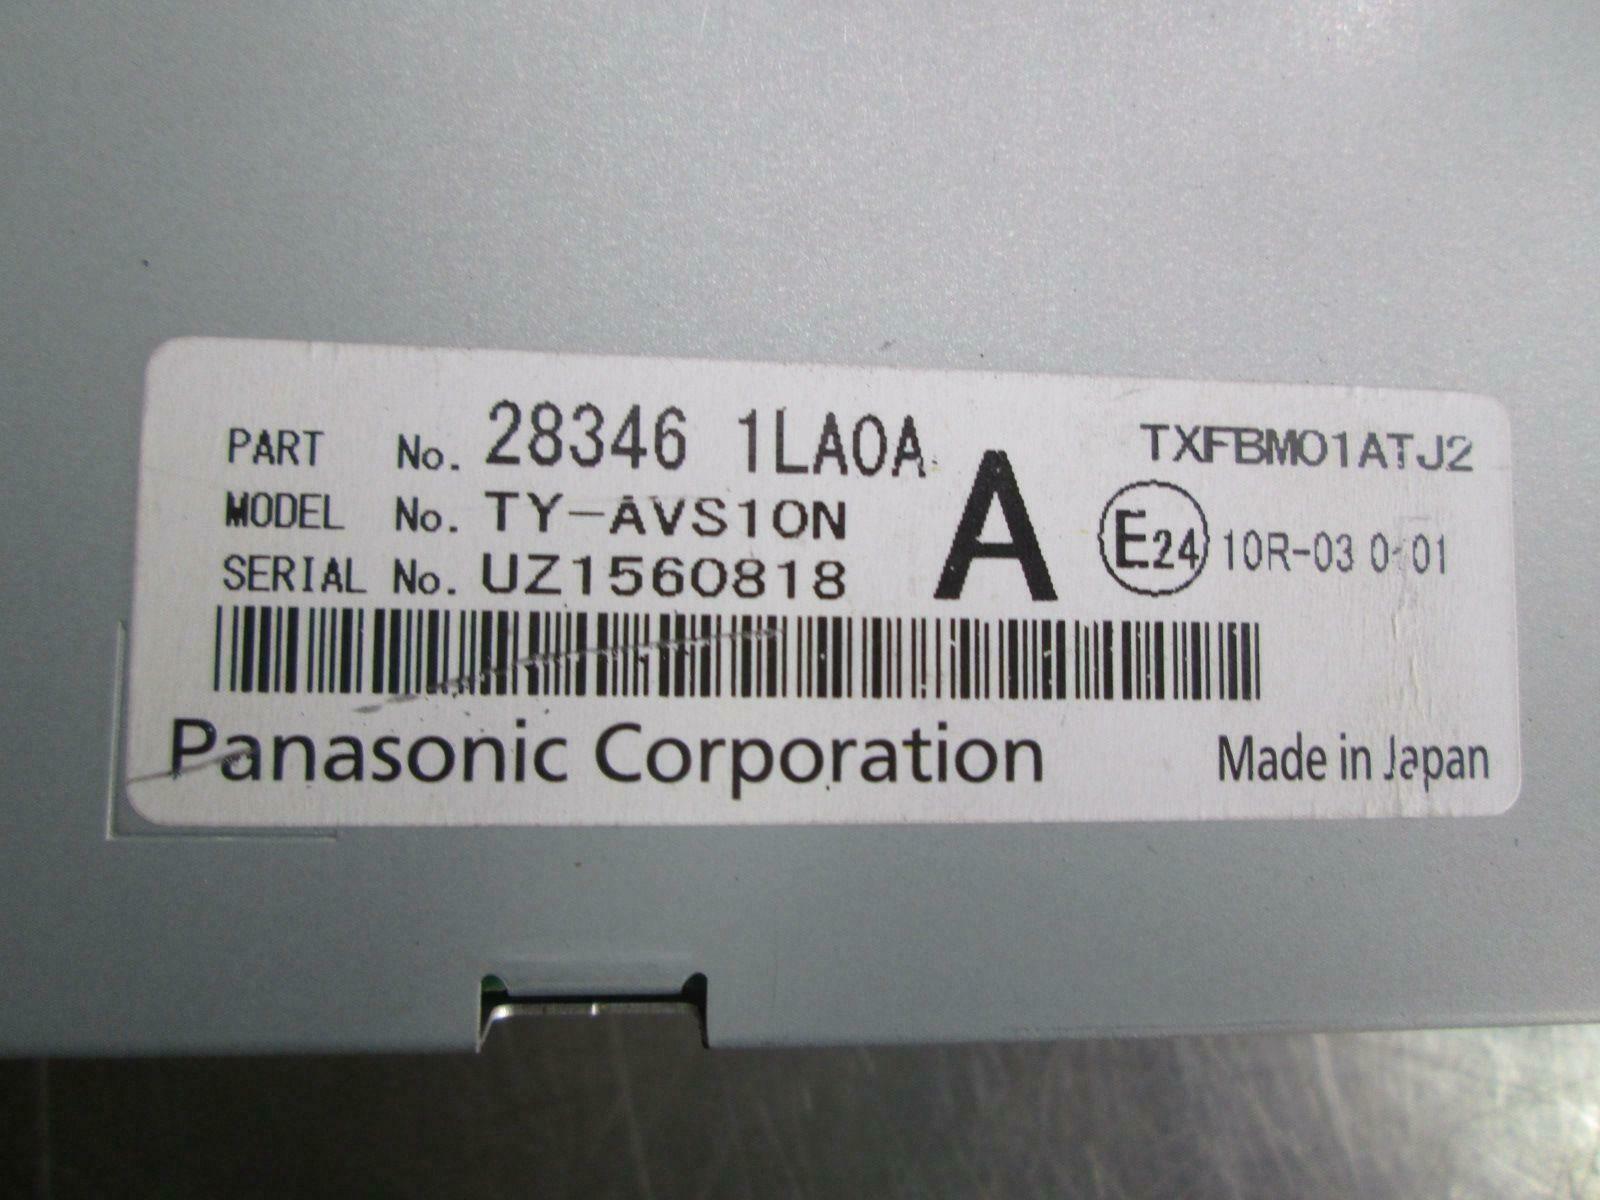 PART No. 28346 1LA0A
MODEL No. TY-AVS10N
SERIAL No. UZ1560818
A
TXFBM01ATJ2
E24 10R-03
Panasonic Corporation
Made in Japan